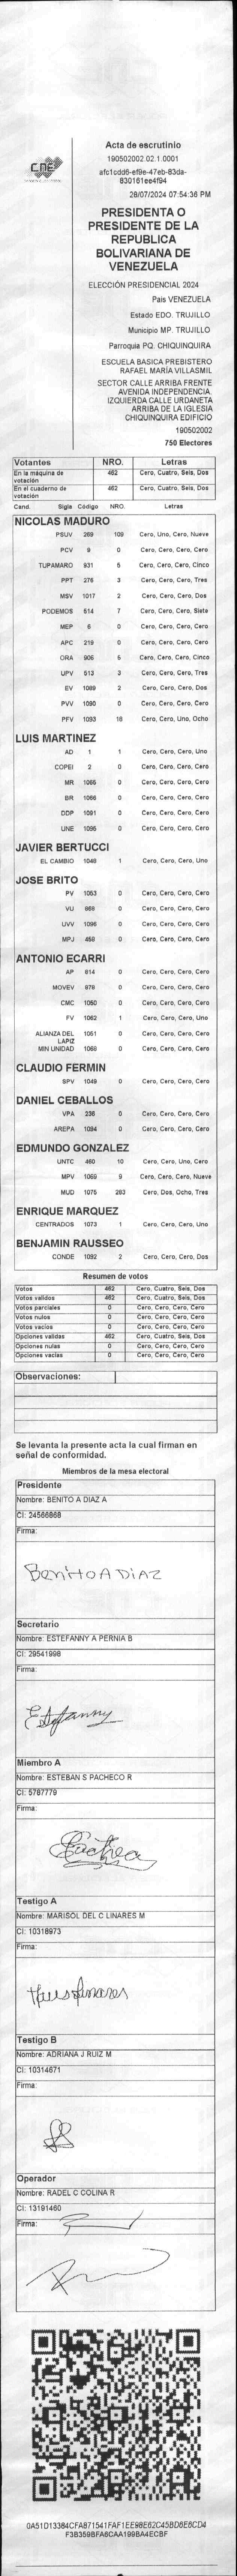 CNE
Acta de escrutinio
190502002.02.1.0001
afc1cdd6-ef9e-47eb-83da-
830161ee4f94
28/07/2024 07:54:36 PM
PRESIDENTA O
PRESIDENTE DE LA
REPUBLICA
BOLIVARIANA DE
VENEZUELA
ELECCIÓN PRESIDENCIAL 2024
País VENEZUELA
Estado EDO. TRUJILLO
Municipio MP. TRUJILLO
Parroquia PQ. CHIQUINQUIRA
ESCUELA BASICA PREBISTERO
RAFAEL MARÍA VILLASMIL
SECTOR CALLE ARRIBA FRENTE
AVENIDA INDEPENDENCIA.
IZQUIERDA CALLE URDANETA
ARRIBA DE LA IGLESIA
CHIQUINQUIRA EDIFICIO
190502002
750 Electores
Votantes NRO. Letras
En la máquina de votación 462 Cero, Cuatro, Seis, Dos
En el cuaderno de votación 462 Cero, Cuatro, Seis, Dos
Cand. Sigla Código NRO. Letras
NICOLAS MADURO
PSUV 269 109 Cero, Uno, Cero, Nueve
PCV 9 0 Cero, Cero, Cero, Cero
TUPAMARO 931 5 Cero, Cero, Cero, Cinco
PPT 276 3 Cero, Cero, Cero, Tres
MSV 1017 2 Cero, Cero, Cero, Dos
PODEMOS 514 7 Cero, Cero, Cero, Siete
MEP 6 0 Cero, Cero, Cero, Cero
APC 219 0 Cero, Cero, Cero, Cero
ORA 906 5 Cero, Cero, Cero, Cinco
UPV 513 3 Cero, Cero, Cero, Tres
EV 1089 2 Cero, Cero, Cero, Dos
PVV 1090 0 Cero, Cero, Cero, Cero
PFV 1093 18 Cero, Cero, Uno, Ocho
LUIS MARTINEZ
AD 1 1 Cero, Cero, Cero, Uno
COPEI 2 0 Cero, Cero, Cero, Cero
MR 1065 0 Cero, Cero, Cero, Cero
BR 1066 0 Cero, Cero, Cero, Cero
DDP 1091 0 Cero, Cero, Cero, Cero
UNE 1095 0 Cero, Cero, Cero, Cero
JAVIER BERTUCCI
EL CAMBIO 1048 1 Cero, Cero, Cero, Uno
JOSE BRITO
PV 1053 0 Cero, Cero, Cero, Cero
VU 868 0 Cero, Cero, Cero, Cero
UVV 1096 0 Cero, Cero, Cero, Cero
MPJ 458 0 Cero, Cero, Cero, Cero
ANTONIO ECARRI
AP 814 0 Cero, Cero, Cero, Cero
MOVEV 878 0 Cero, Cero, Cero, Cero
CMC 1050 0 Cero, Cero, Cero, Cero
FV 1062 1 Cero, Cero, Cero, Uno
ALIANZA DEL LAPIZ 1051 0 Cero, Cero, Cero, Cero
MIN UNIDAD 1068 0 Cero, Cero, Cero, Cero
CLAUDIO FERMIN
SPV 1049 0 Cero, Cero, Cero, Cero
DANIEL CEBALLOS
VPA 236 0 Cero, Cero, Cero, Cero
AREPA 1094 0 Cero, Cero, Cero, Cero
EDMUNDO GONZALEZ
UNTC 460 10 Cero, Cero, Uno, Cero
MPV 1069 9 Cero, Cero, Cero, Nueve
MUD 1075 283 Cero, Dos, Ocho, Tres
ENRIQUE MARQUEZ
CENTRADOS 1073 1 Cero, Cero, Cero, Uno
BENJAMIN RAUSSEO
CONDE 1092 2 Cero, Cero, Cero, Dos
Resumen de votos
Votos 462 Cero, Cuatro, Seis, Dos
Votos validos 462 Cero, Cuatro, Seis, Dos
Votos parciales 0 Cero, Cero, Cero, Cero
Votos nulos 0 Cero, Cero, Cero, Cero
Votos vacios 0 Cero, Cero, Cero, Cero
Opciones validas 462 Cero, Cuatro, Seis, Dos
Opciones nulas 0 Cero, Cero, Cero, Cero
Opciones vacias 0 Cero, Cero, Cero, Cero
Observaciones:
Se levanta la presente acta la cual firman en
señal de conformidad.
Miembros de la mesa electoral
Presidente
Nombre: BENITO A DIAZ A
CI: 24566868
Firma:
Benito A DiAZ
Secretario
Nombre: ESTEFANNY A PERNIA B
CI: 29541998
Firma:
Estefanny
Miembro A
Nombre: ESTEBAN S PACHECO R
CI: 5787779
Firma:
Testigo A
Nombre: MARISOL DEL C LINARES M
CI: 10318973
Firma:
Testigo B
Nombre: ADRIANA J RUIZ M
CI: 10314671
Firma:
Operador
Nombre: RADEL C COLINA R
CI: 13191460
Firma:
0A51D13384CFA871541FAF1EE98E62C45BD8E6CD4
F3B359BFA6CAA199BA4ECBF